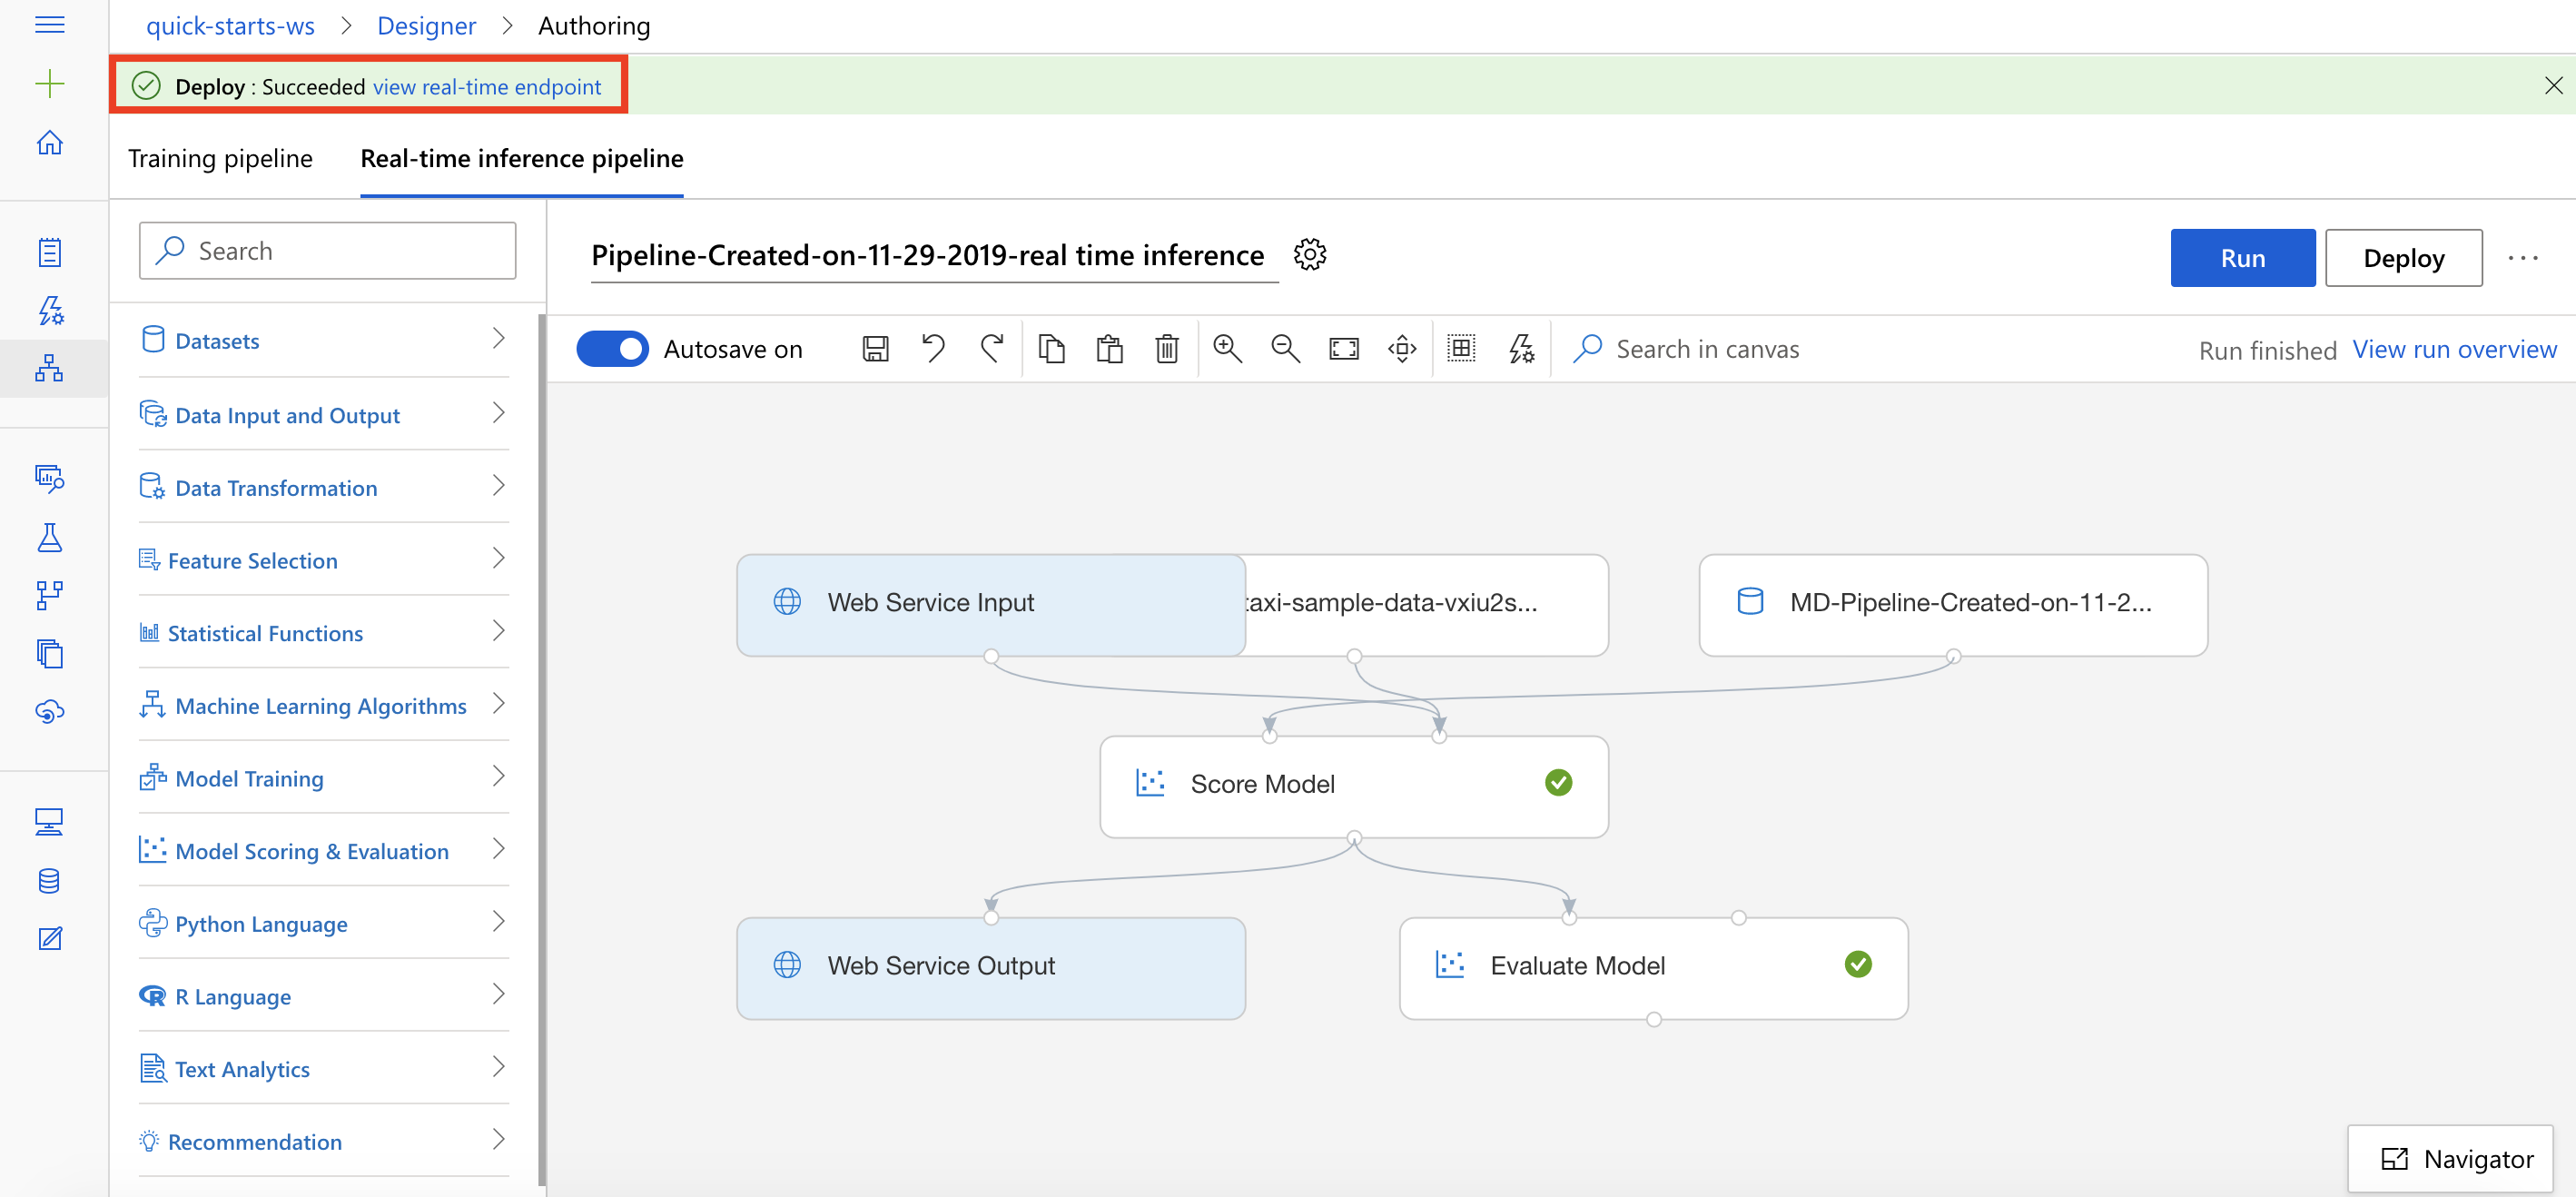 quick-starts-ws > Designer > Authoring
Deploy : Succeeded view real-time endpoint
Training pipeline
Real-time inference pipeline
Search
Pipeline-Created-on-11-29-2019-real time inference
Run
Deploy
Autosave on
Search in canvas
Run finished
View run overview
Datasets
Data Input and Output
Data Transformation
Feature Selection
Statistical Functions
Machine Learning Algorithms
Model Training
Model Scoring & Evaluation
Python Language
R Language
Text Analytics
Recommendation
Web Service Input
taxi-sample-data-vxiu2s...
MD-Pipeline-Created-on-11-2...
Score Model
Web Service Output
Evaluate Model
Navigator